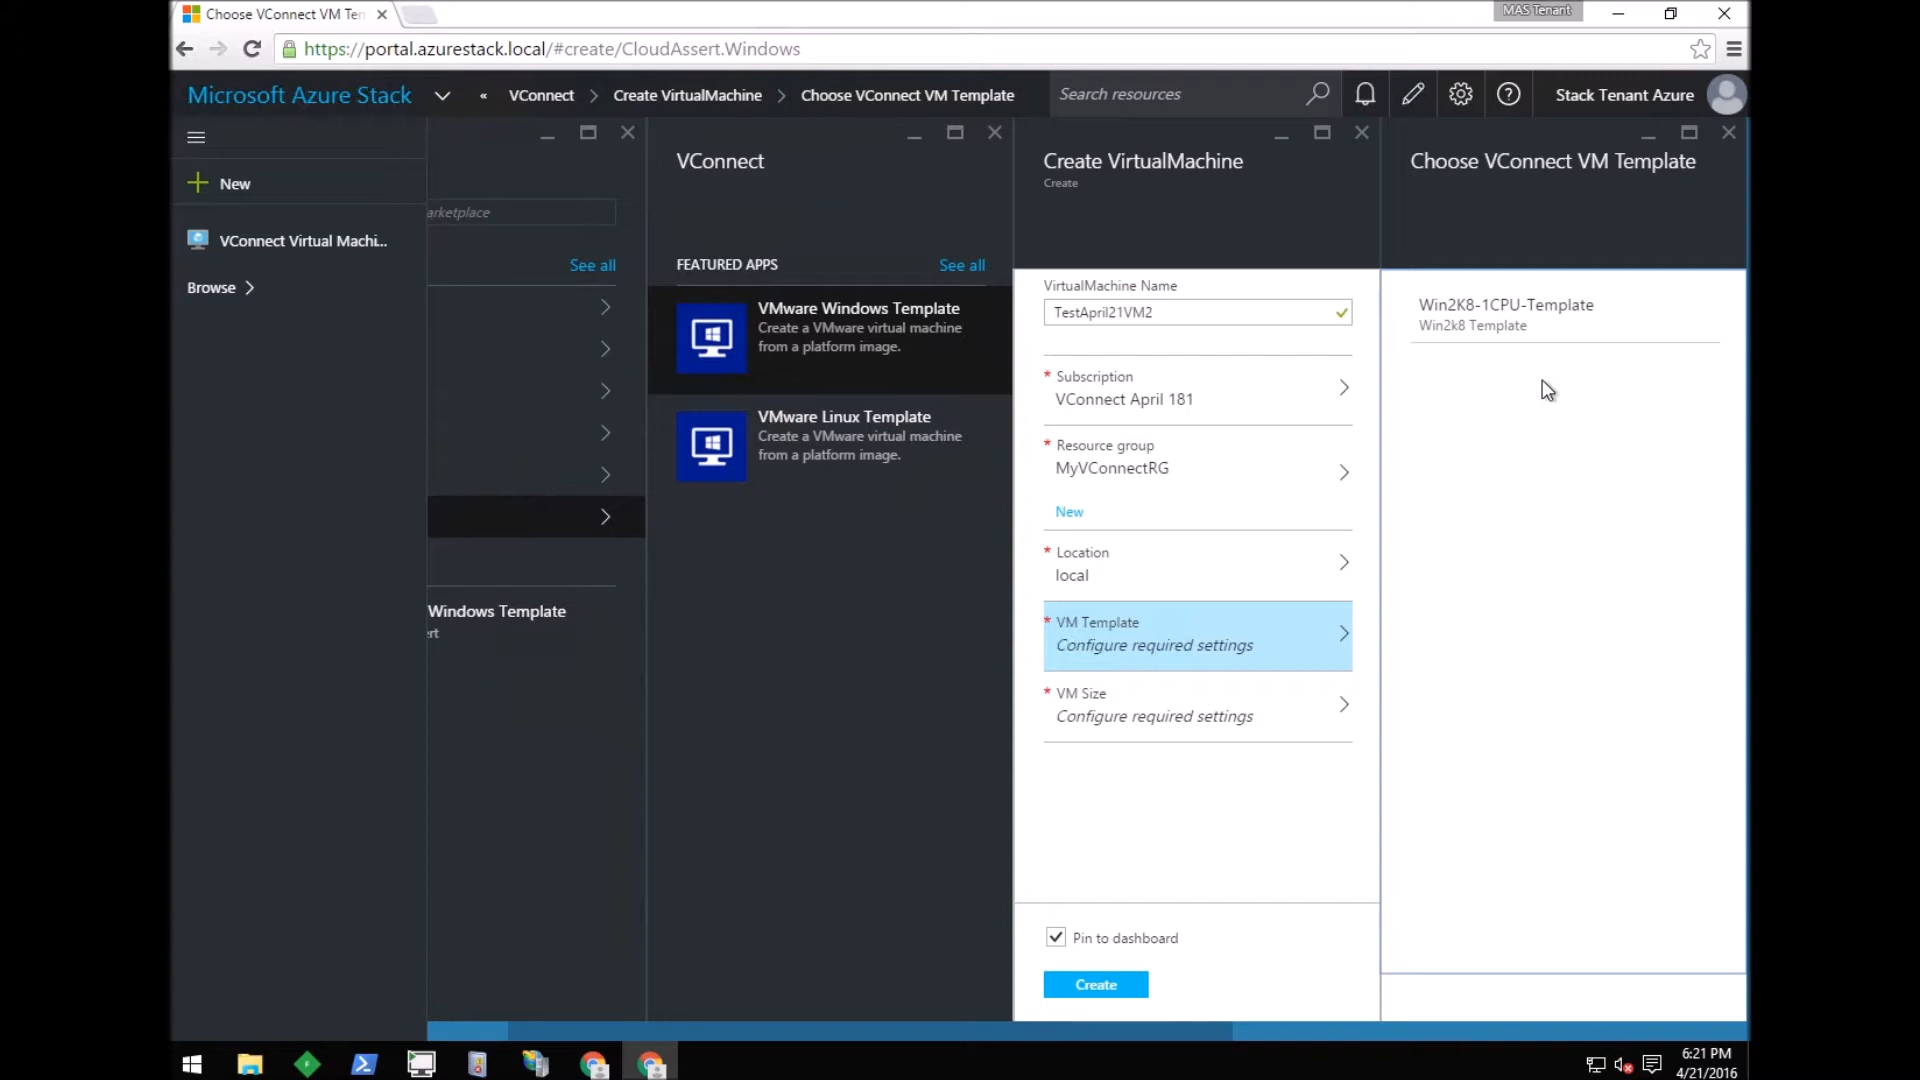 Choose VConnect VM Ten
MAS Tenant
https://portal.azurestack.local/#create/CloudAssert.Windows
Microsoft Azure Stack
«
VConnect
Create VirtualMachine
Choose VConnect VM Template
Search resources
Stack Tenant Azure
New
VConnect Virtual Machi...
Browse
arketplace
See all
Windows Template
ert
VConnect
FEATURED APPS
See all
VMware Windows Template
Create a VMware virtual machine
from a platform image.
VMware Linux Template
Create a VMware virtual machine
from a platform image.
Create VirtualMachine
Create
VirtualMachine Name
TestApril21VM2
* Subscription
VConnect April 181
* Resource group
MyVConnectRG
New
* Location
local
* VM Template
Configure required settings
* VM Size
Configure required settings
Pin to dashboard
Create
Choose VConnect VM Template
Win2K8-1CPU-Template
Win2k8 Template
6:21 PM
4/21/2016